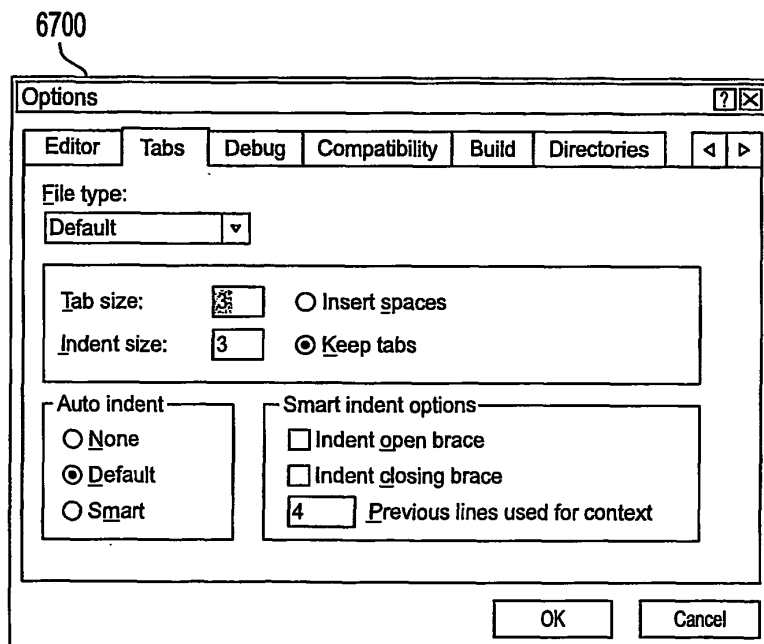 6700
Options
Editor Tabs Debug Compatibility Build Directories
File type:
Default
Tab size: 3 Insert spaces
Indent size: 3 Keep tabs
Auto indent Smart indent options
None Indent open brace
Default Indent closing brace
Smart 4 Previous lines used for context
OK Cancel